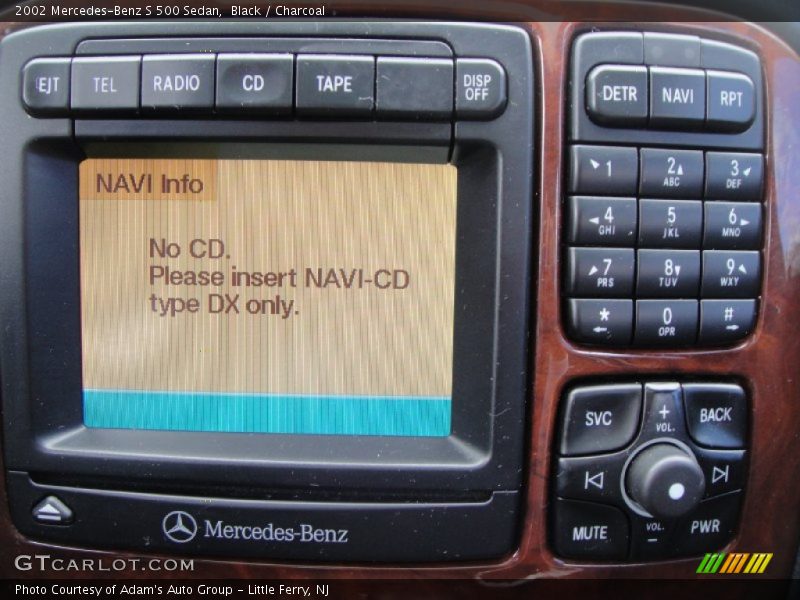 2002 Mercedes-Benz S 500 Sedan, Black / Charcoal
EJT
TEL
RADIO
CD
TAPE
DISP
OFF
DETR
NAVI
RPT
NAVI Info
No CD.
Please insert NAVI-CD
type DX only.
1
2
ABC
3
DEF
4
GHI
5
JKL
6
MNO
7
PRS
8
TUV
9
WXY
*
0
OPR
#
SVC
+
VOL.
BACK
MUTE
VOL.
–
PWR
Mercedes-Benz
GTCARLOT.COM
Photo Courtesy of Adam's Auto Group - Little Ferry, NJ